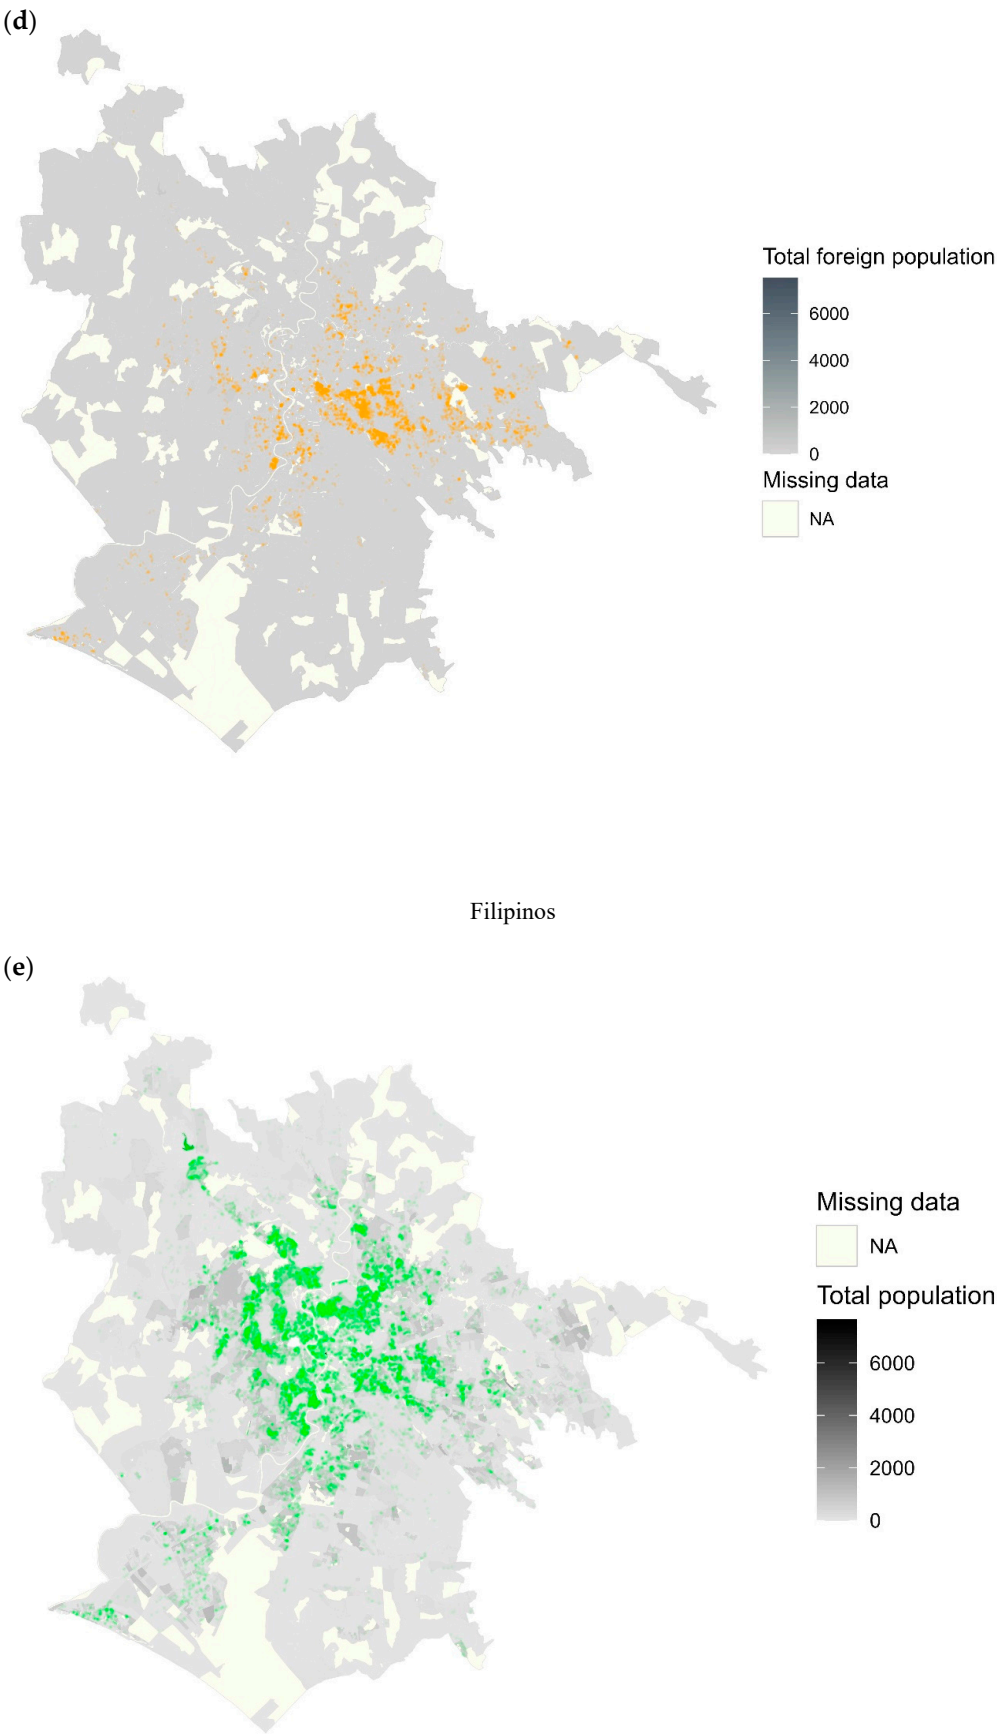 (d)
Total foreign population
6000
4000
2000
0
Missing data
NA
Filipinos
(e)
Missing data
NA
Total population
6000
4000
2000
0